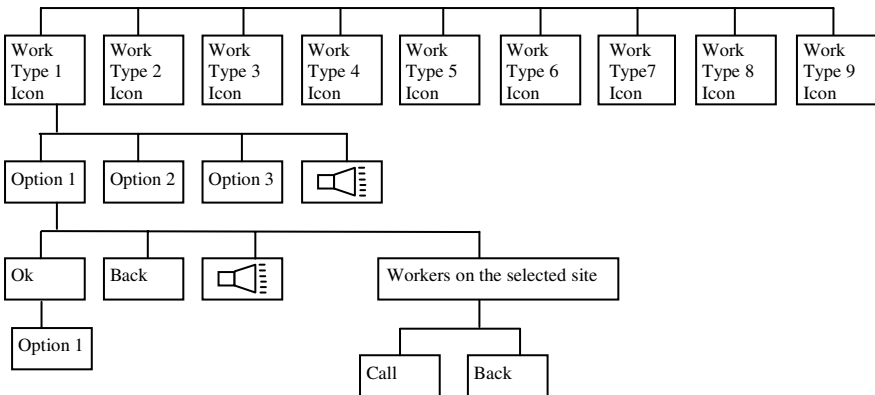 Work
Type 1
Icon
Work
Type 2
Icon
Work
Type 3
Icon
Work
Type 4
Icon
Work
Type 5
Icon
Work
Type 6
Icon
Work
Type7
Icon
Work
Type 8
Icon
Work
Type 9
Icon
Option 1
Option 2
Option 3
Ok
Back
Workers on the selected site
Option 1
Call
Back